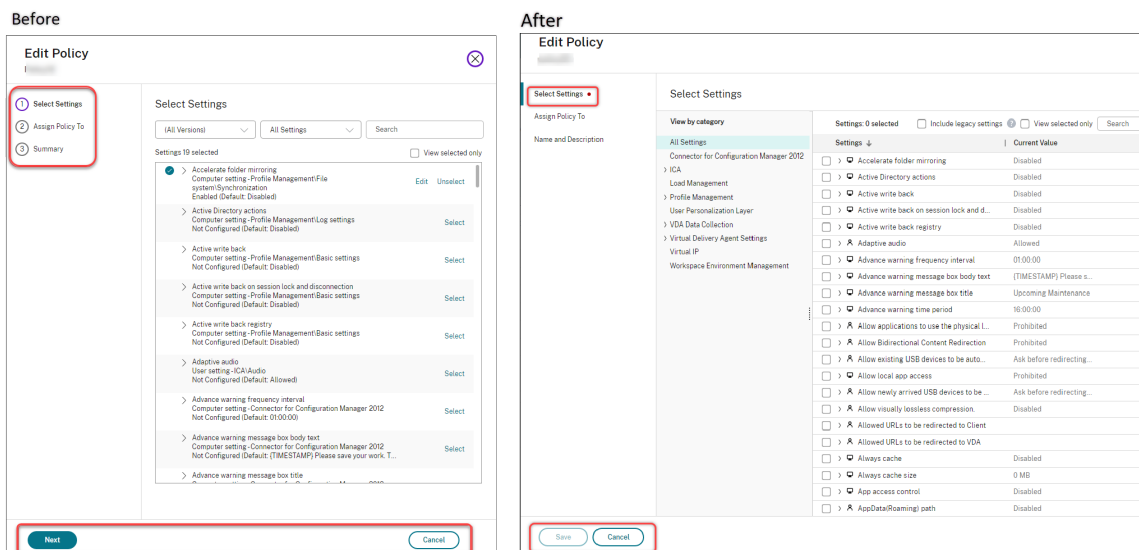 Before
Edit Policy
1 Select Settings
2 Assign Policy To
3 Summary
Select Settings
(All Versions) All Settings Search
Settings 19 selected View selected only
Accelerate folder mirroring
Computer setting - Profile Management\File
system\Synchronization
Enabled (Default: Disabled)
Edit Unselect
Active Directory actions
Computer setting - Profile Management\Log settings
Not Configured (Default: Disabled)
Select
Active write back
Computer setting - Profile Management\Basic settings
Not Configured (Default: Disabled)
Select
Active write back on session lock and disconnection
Computer setting - Profile Management\Basic settings
Not Configured (Default: Disabled)
Select
Active write back registry
Computer setting - Profile Management\Basic settings
Not Configured (Default: Disabled)
Select
Adaptive audio
User setting - ICA\Audio
Not Configured (Default: Allowed)
Select
Advance warning frequency interval
Computer setting - Connector for Configuration Manager 2012
Not Configured (Default: 01:00:00)
Select
Advance warning message box body text
Computer setting - Connector for Configuration Manager 2012
Not Configured (Default: {TIMESTAMP} Please save your work. T...
Select
Advance warning message box title
Next Cancel
After
Edit Policy
Select Settings
Assign Policy To
Name and Description
Select Settings
View by category
All Settings
Connector for Configuration Manager 2012
ICA
Load Management
Profile Management
User Personalization Layer
VDA Data Collection
Virtual Delivery Agent Settings
Virtual IP
Workspace Environment Management
Settings: 0 selected Include legacy settings ? View selected only Search
Settings ↓ Current Value
Accelerate folder mirroring Disabled
Active Directory actions Disabled
Active write back Disabled
Active write back on session lock and d... Disabled
Active write back registry Disabled
Adaptive audio Allowed
Advance warning frequency interval 01:00:00
Advance warning message box body text {TIMESTAMP} Please s...
Advance warning message box title Upcoming Maintenance
Advance warning time period 16:00:00
Allow applications to use the physical l... Prohibited
Allow Bidirectional Content Redirection Prohibited
Allow existing USB devices to be auto... Ask before redirecting...
Allow local app access Prohibited
Allow newly arrived USB devices to be ... Ask before redirecting...
Allow visually lossless compression. Disabled
Allowed URLs to be redirected to Client
Allowed URLs to be redirected to VDA
Always cache Disabled
Always cache size 0 MB
App access control Disabled
AppData(Roaming) path Disabled
Save Cancel